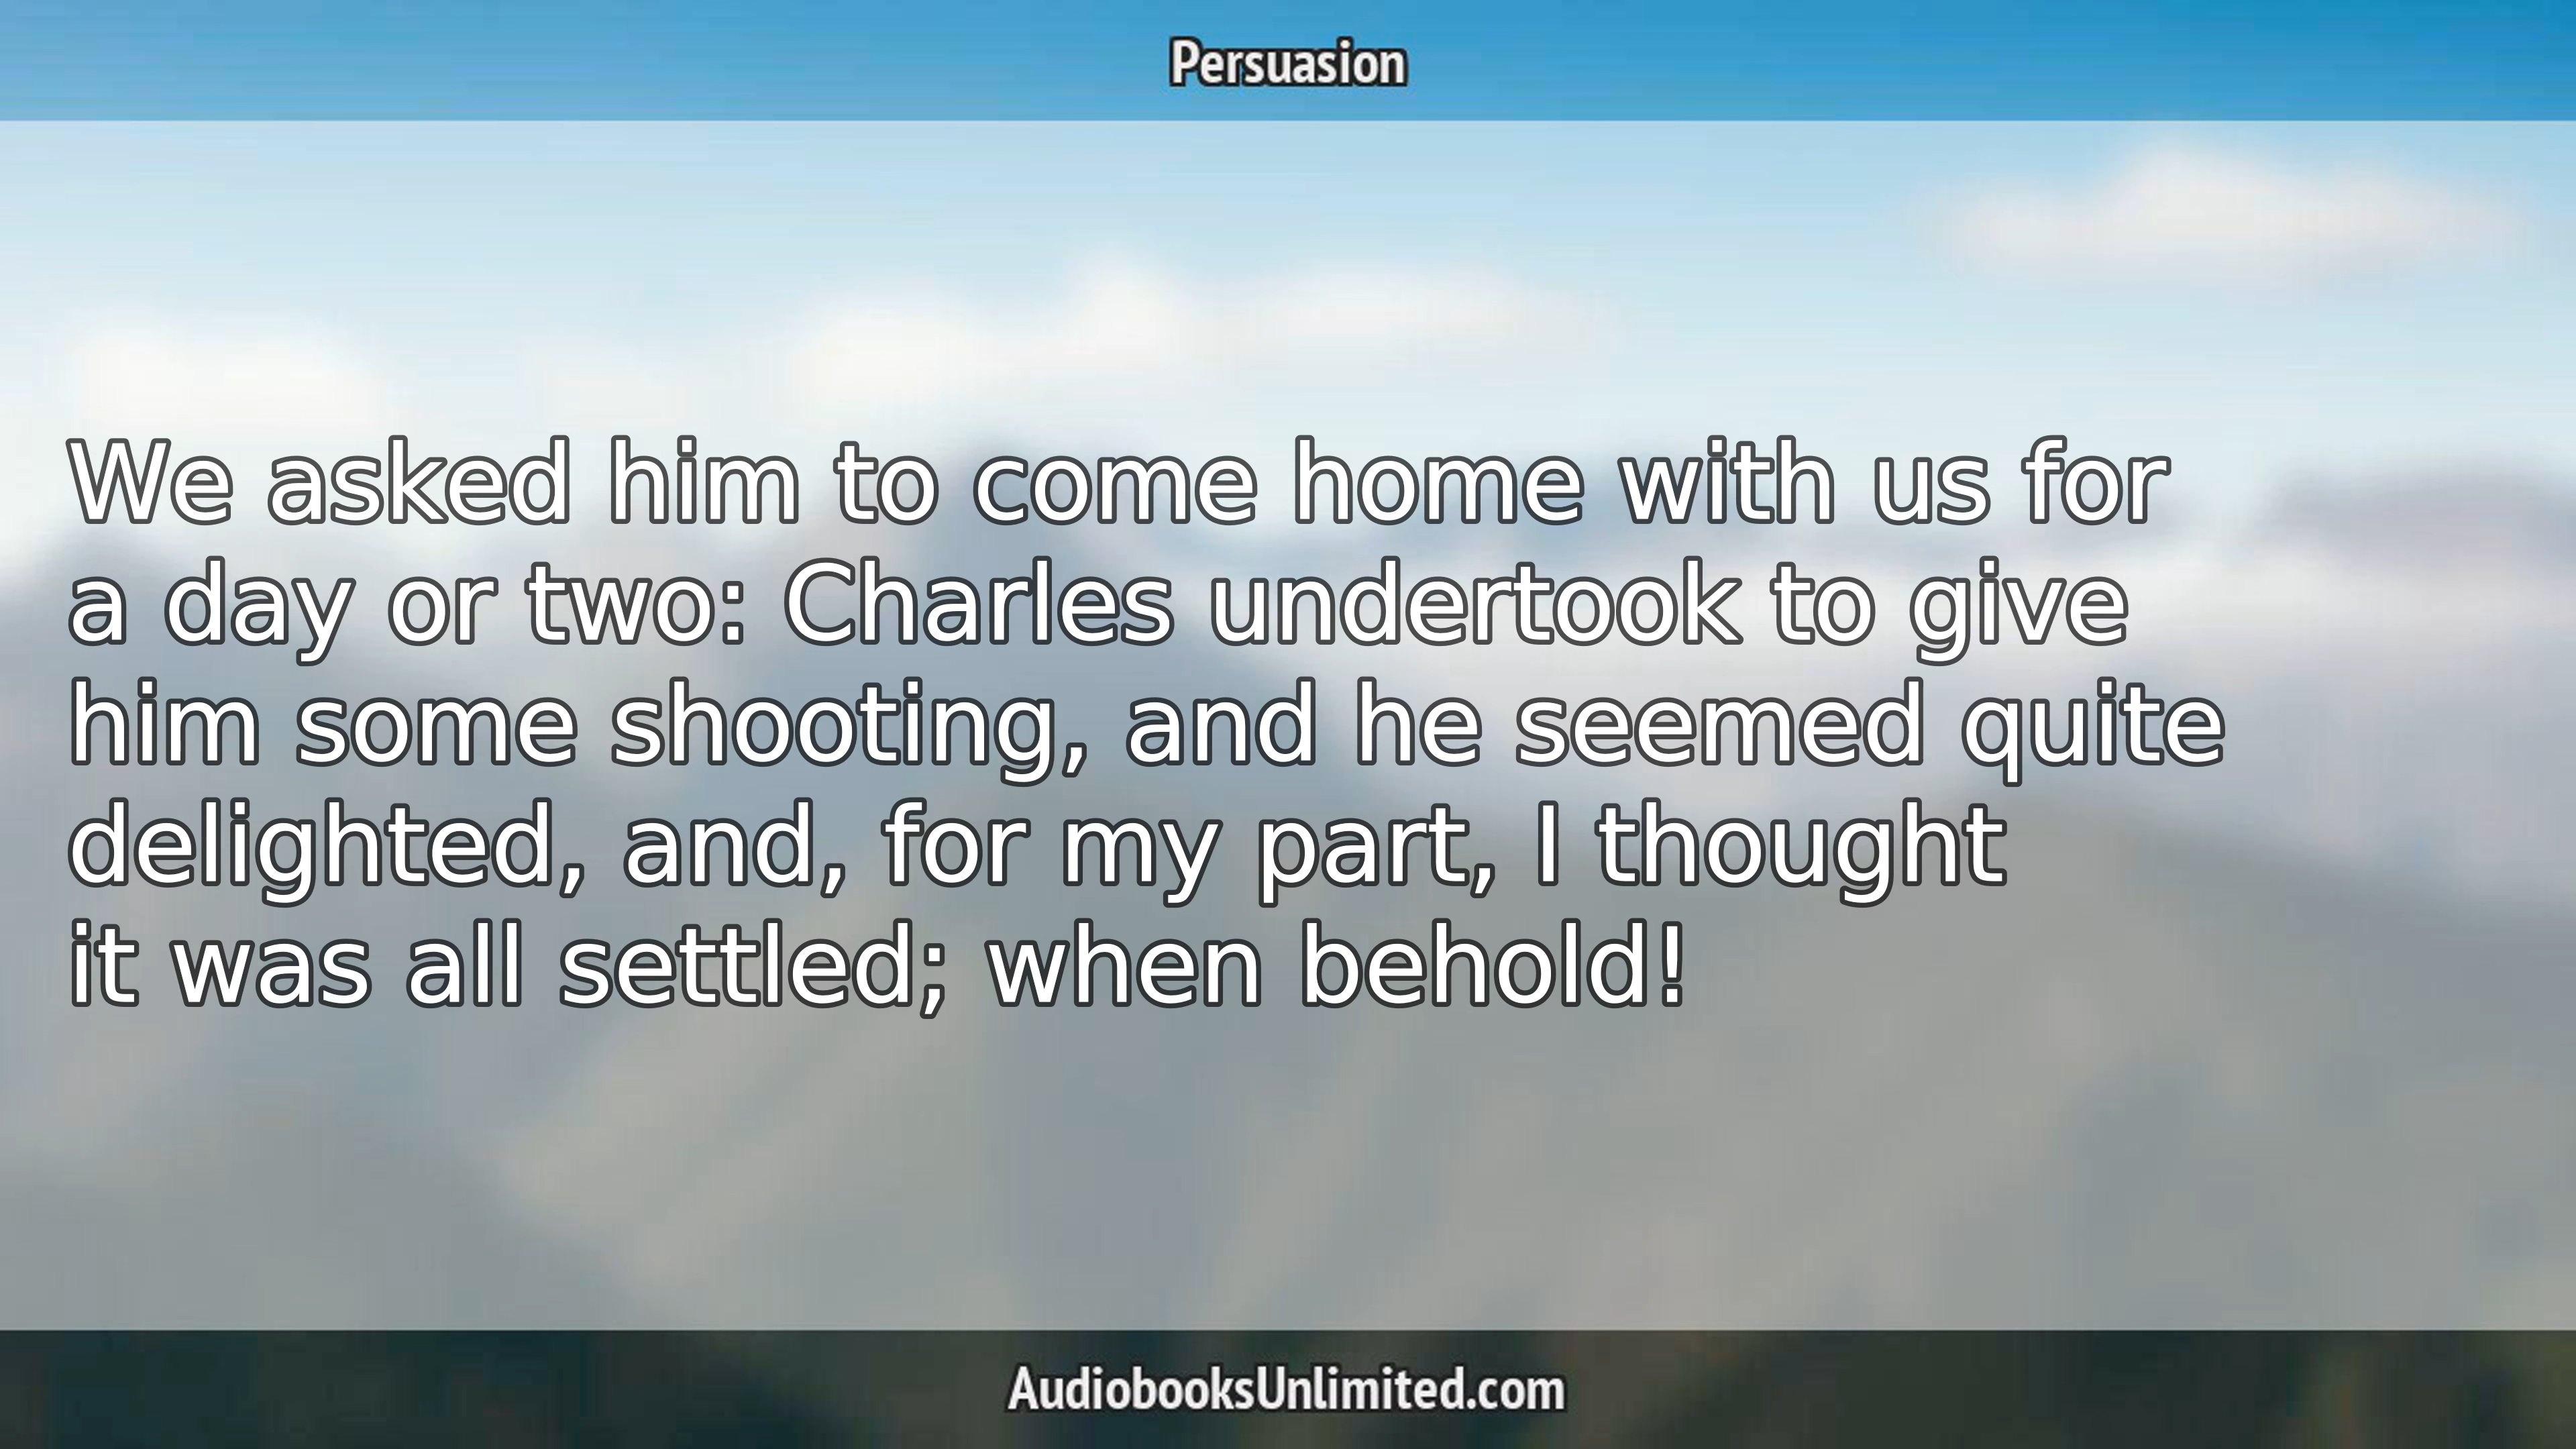 Persuasion
We asked him to come home with us for
a day or two: Charles undertook to give
him some shooting, and he seemed quite
delighted, and, for my part, I thought
it was all settled; when behold!
AudiobooksUnlimited.com